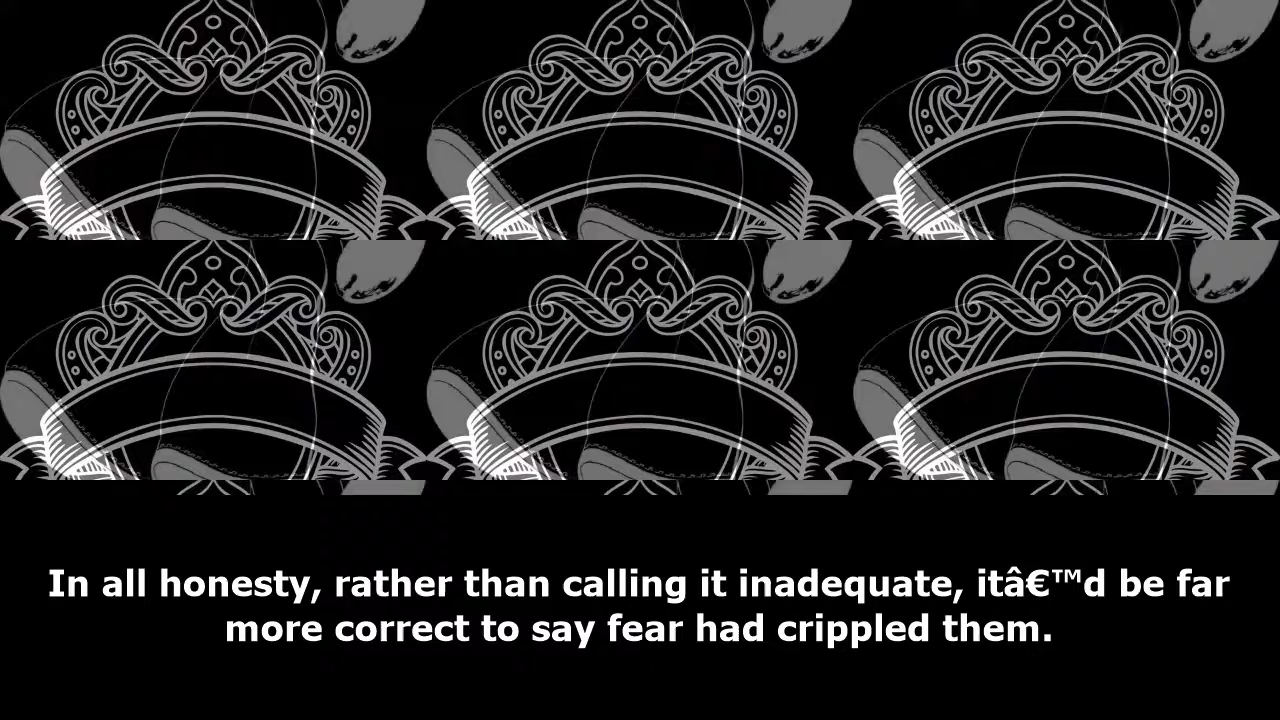 In all honesty, rather than calling it inadequate, itâ€™d be far
more correct to say fear had crippled them.